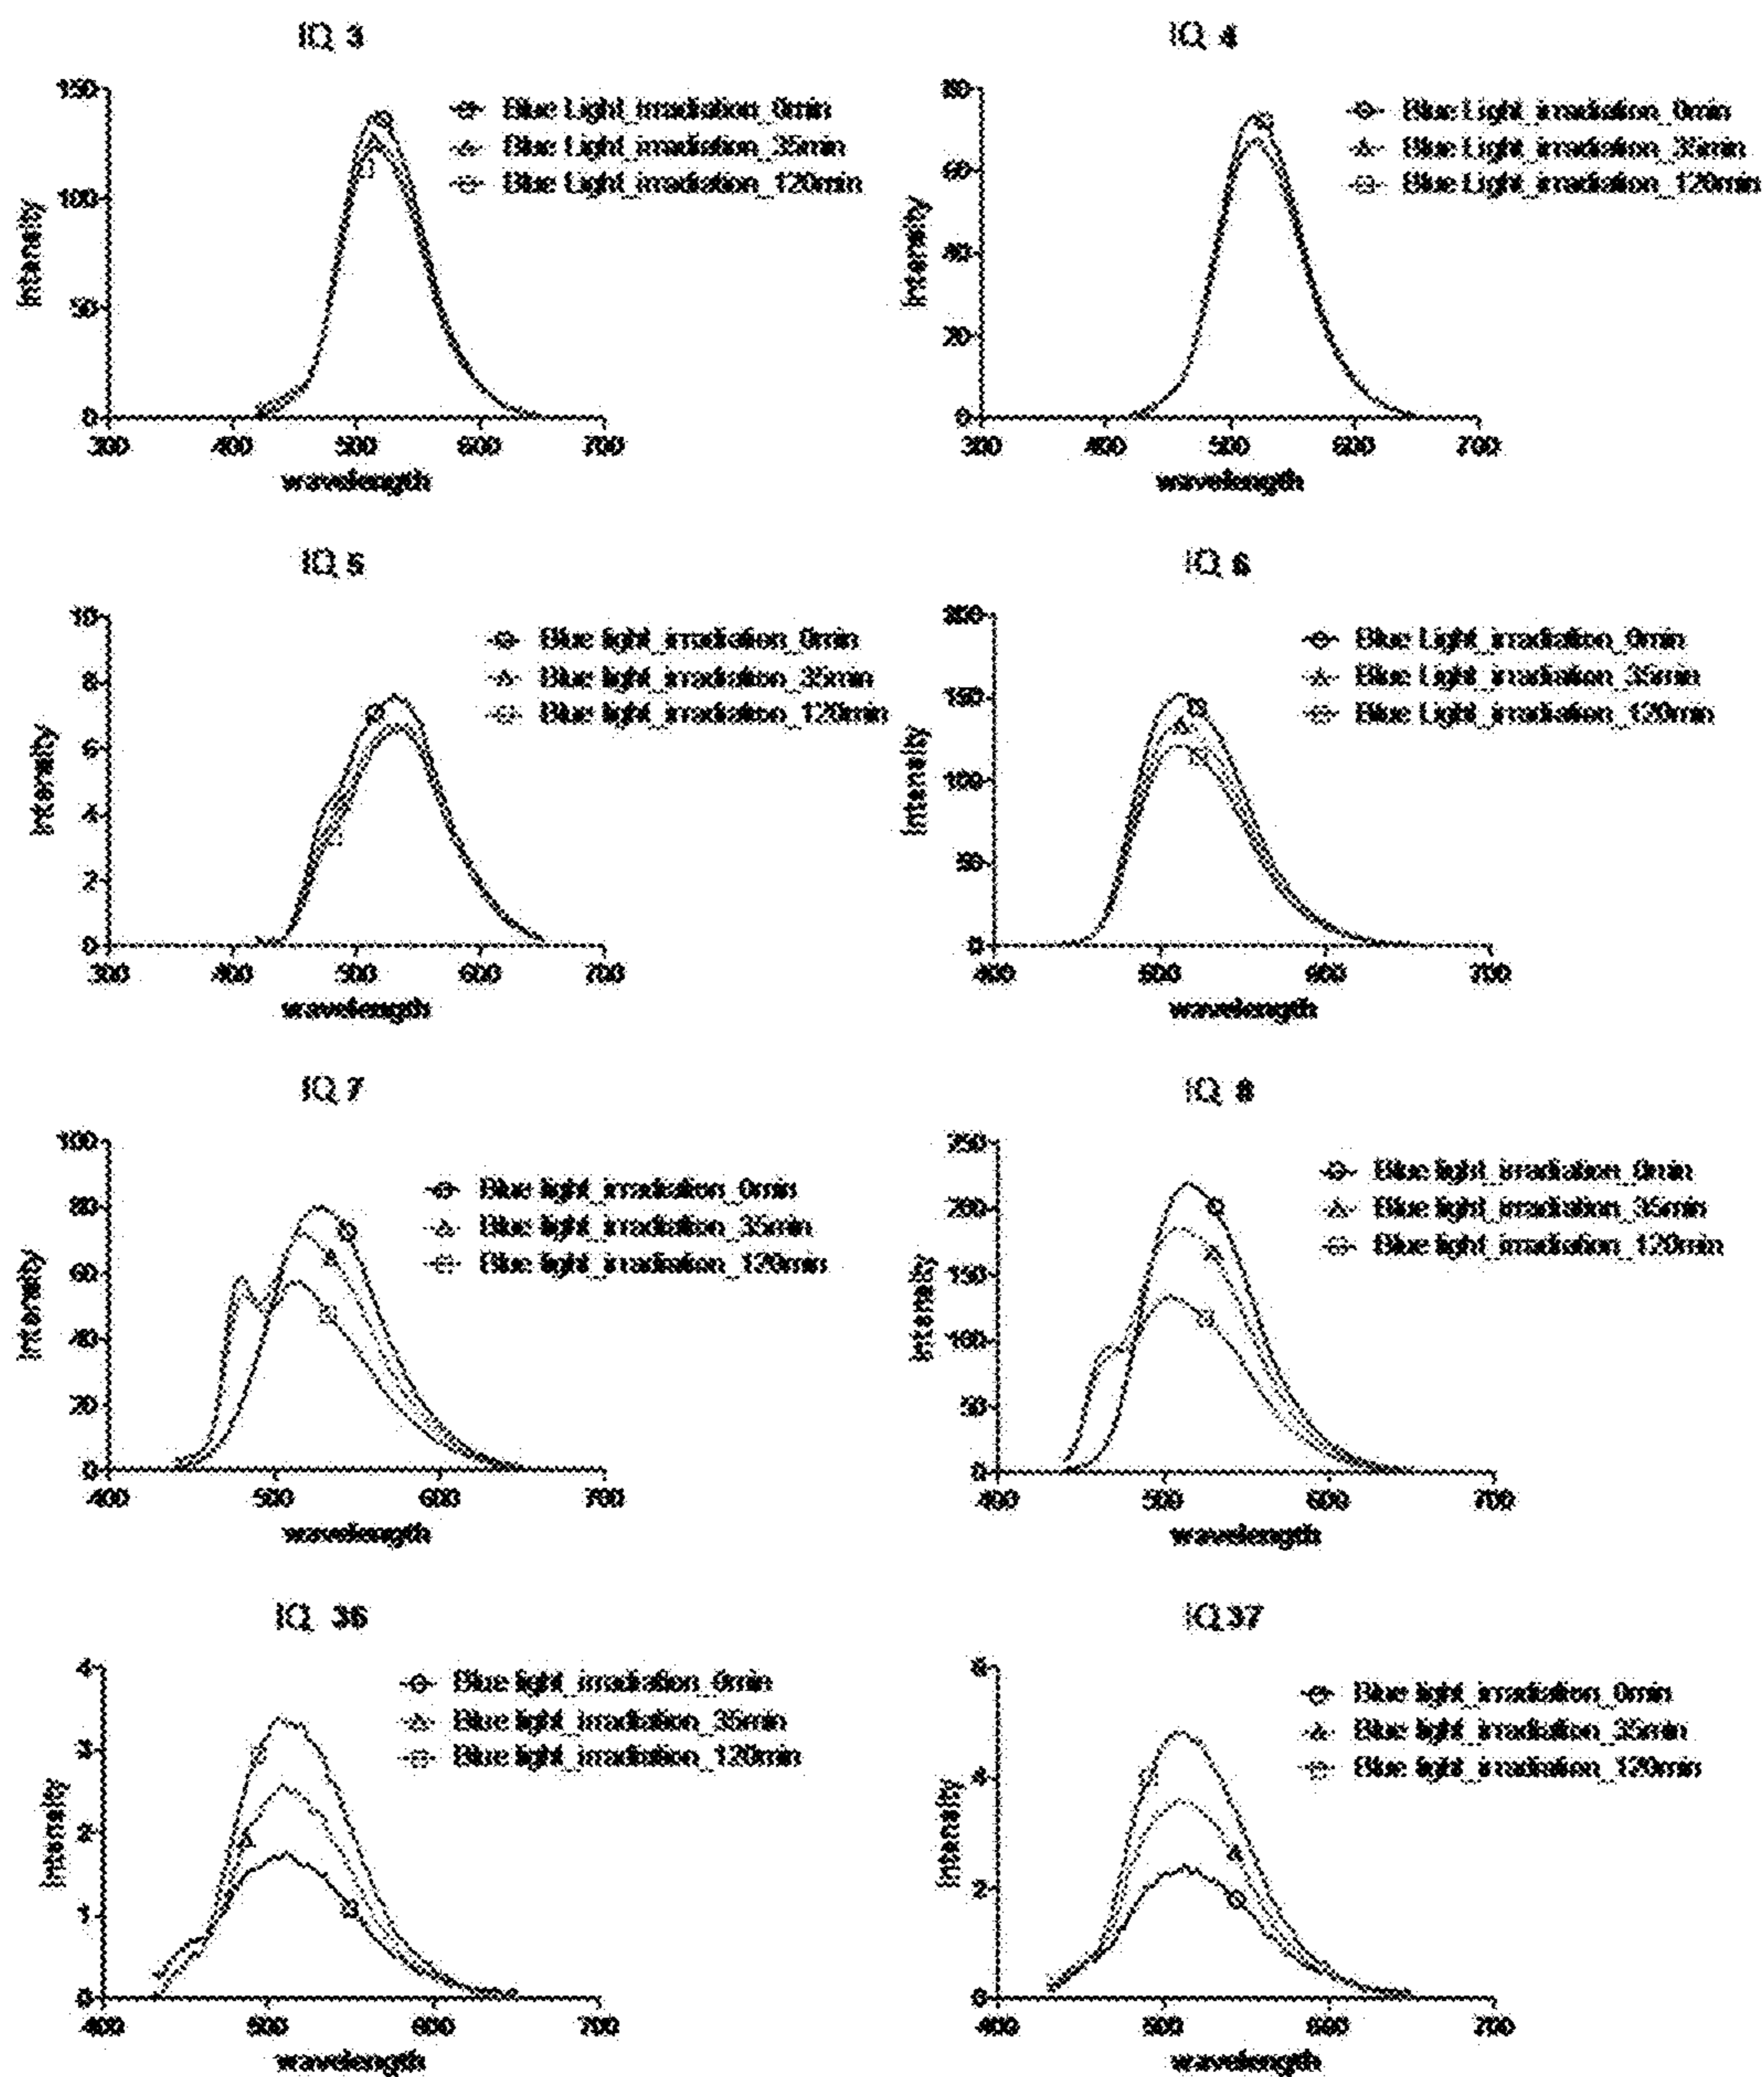 IQ 3
150
100
50
0
300 400 500 600 700
Intensity
wavelength
Blue Light_irradiation_0min
Blue Light_irradiation_35min
Blue Light_irradiation_120min
IQ 4
80
60
40
20
0
300 400 500 600 700
Intensity
wavelength
Blue Light_irradiation_0min
Blue Light_irradiation_35min
Blue Light_irradiation_120min
IQ 5
10
8
6
4
2
0
300 400 500 600 700
Intensity
wavelength
Blue light_irradiation_0min
Blue light_irradiation_35min
Blue light_irradiation_120min
IQ 6
200
150
100
50
0
400 500 600 700
Intensity
wavelength
Blue Light_irradiation_0min
Blue Light_irradiation_35min
Blue Light_irradiation_120min
IQ 7
100
80
60
40
20
0
400 500 600 700
Intensity
wavelength
Blue light_irradiation_0min
Blue light_irradiation_35min
Blue light_irradiation_120min
IQ 8
250
200
150
100
50
0
400 500 600 700
Intensity
wavelength
Blue light_irradiation_0min
Blue light_irradiation_35min
Blue light_irradiation_120min
IQ 36
4
3
2
1
0
400 500 600 700
Intensity
wavelength
Blue light_irradiation_0min
Blue light_irradiation_35min
Blue light_irradiation_120min
IQ 37
6
4
2
0
400 500 600 700
Intensity
wavelength
Blue light_irradiation_0min
Blue light_irradiation_35min
Blue light_irradiation_120min